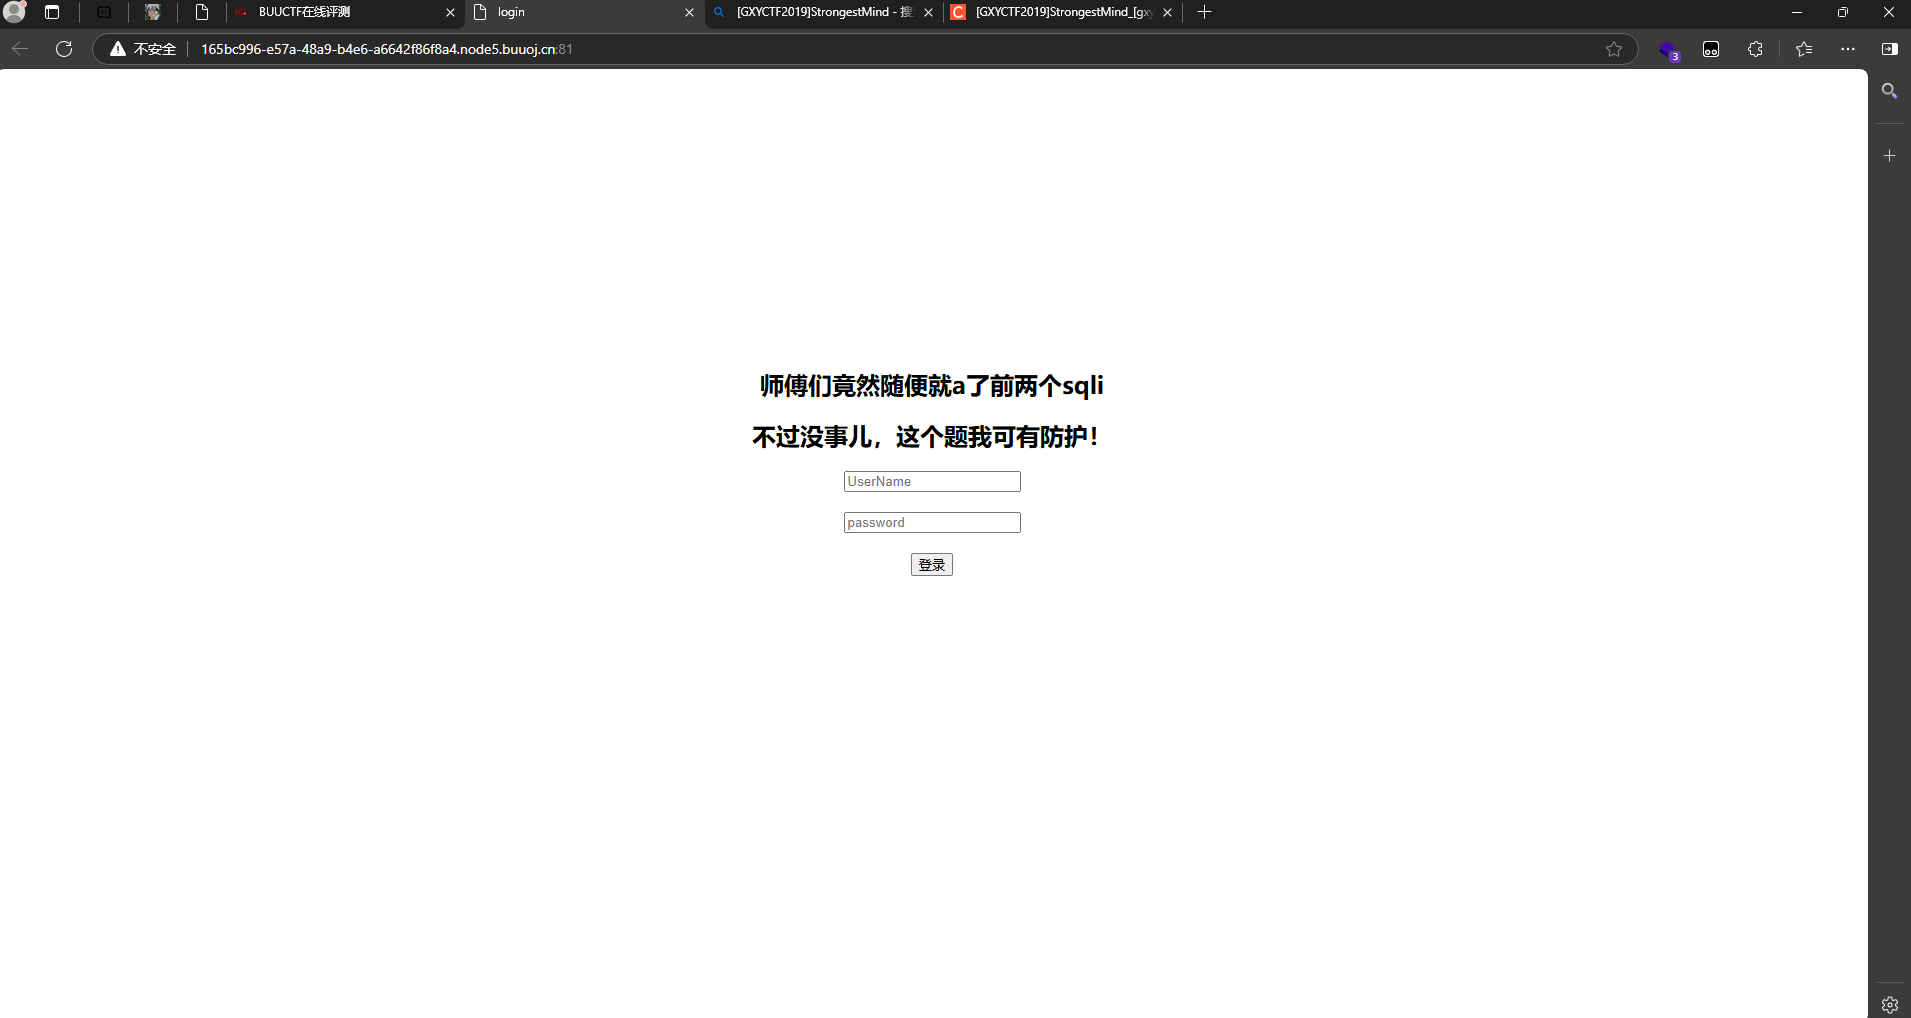 BUUCTF在线评测
login
[GXYCTF2019]StrongestMind - 搜
[GXYCTF2019]StrongestMind_[gxy
不安全
165bc996-e57a-48a9-b4e6-a6642f86f8a4.node5.buuoj.cn:81
3
师傅们竟然随便就a了前两个sqli
不过没事儿，这个题我可有防护！
UserName
password
登录